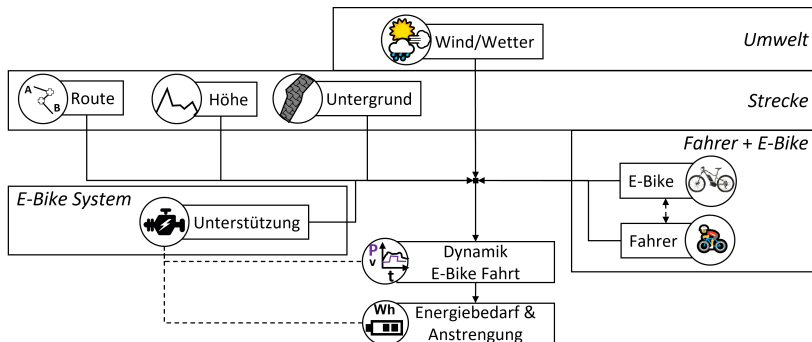 Wind/Wetter
Umwelt
A
B
Route
Höhe
Untergrund
Strecke
Fahrer + E-Bike
E-Bike
E-Bike System
Unterstützung
Fahrer
P
v
t
Dynamik
E-Bike Fahrt
Wh
Energiebedarf &
Anstrengung